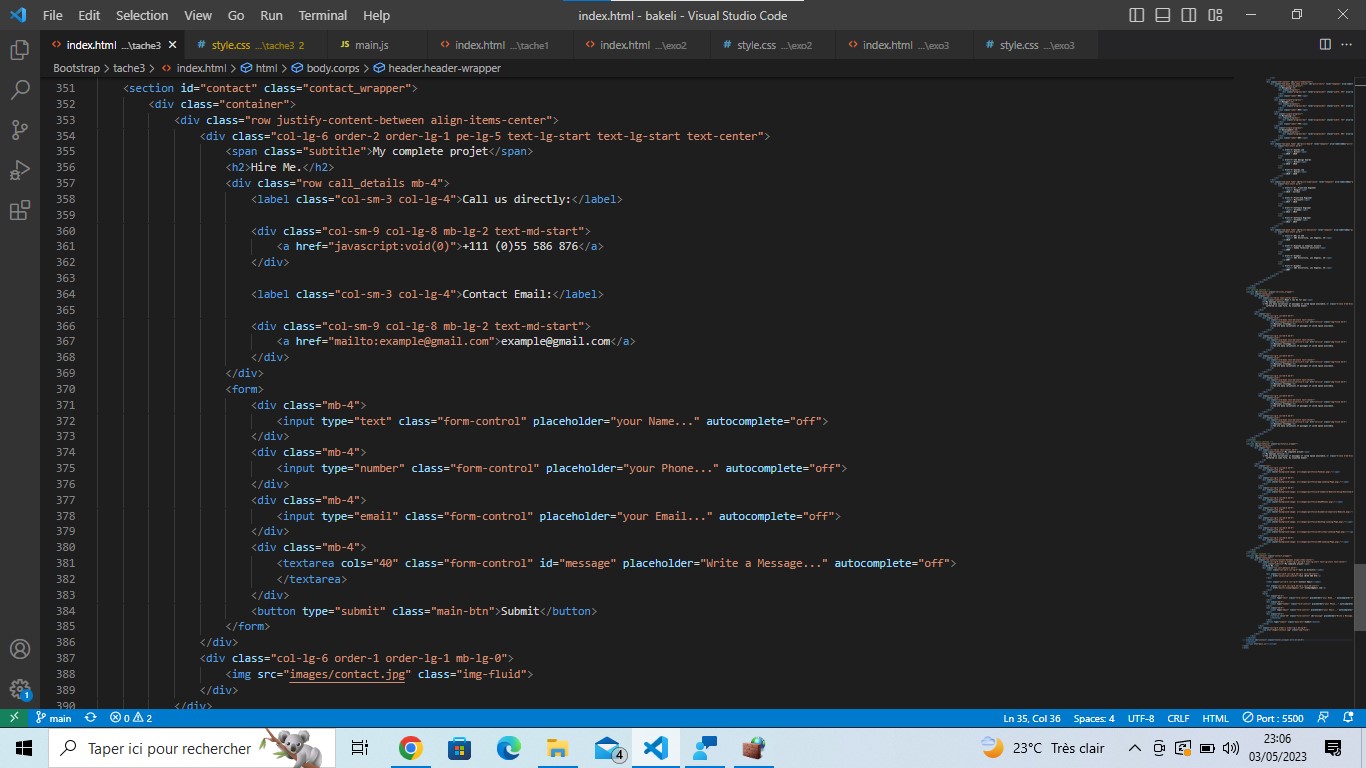 File Edit Selection View Go Run Terminal Help index.html - bakeli - Visual Studio Code
index.html ...\tache3 style.css ...\tache3 2 JS main.js index.html ...\tache1 index.html ...\exo2 # style.css ...\exo2 index.html ...\exo3 # style.css ...\exo3
Bootstrap > tache3 > index.html > html > body.corps > header.header-wrapper
351 <section id="contact" class="contact_wrapper">
352 <div class="container">
353 <div class="row justify-content-between align-items-center">
354 <div class="col-lg-6 order-2 order-lg-1 pe-lg-5 text-lg-start text-lg-start text-center">
355 <span class="subtitle">My complete projet</span>
356 <h2>Hire Me.</h2>
357 <div class="row call_details mb-4">
358 <label class="col-sm-3 col-lg-4">Call us directly:</label>
359
360 <div class="col-sm-9 col-lg-8 mb-lg-2 text-md-start">
361 <a href="javascript:void(0)">+111 (0)55 586 876</a>
362 </div>
363
364 <label class="col-sm-3 col-lg-4">Contact Email:</label>
365
366 <div class="col-sm-9 col-lg-8 mb-lg-2 text-md-start">
367 <a href="mailto:example@gmail.com">example@gmail.com</a>
368 </div>
369 </div>
370 <form>
371 <div class="mb-4">
372 <input type="text" class="form-control" placeholder="your Name..." autocomplete="off">
373 </div>
374 <div class="mb-4">
375 <input type="number" class="form-control" placeholder="your Phone..." autocomplete="off">
376 </div>
377 <div class="mb-4">
378 <input type="email" class="form-control" placeholder="your Email..." autocomplete="off">
379 </div>
380 <div class="mb-4">
381 <textarea cols="40" class="form-control" id="message" placeholder="Write a Message..." autocomplete="off">
382 </textarea>
383 </div>
384 <button type="submit" class="main-btn">Submit</button>
385 </form>
386 </div>
387 <div class="col-lg-6 order-1 order-lg-1 mb-lg-0">
388 <img src="images/contact.jpg" class="img-fluid">
389 </div>
390 </div>
1
main 0 2 Ln 35, Col 36 Spaces: 4 UTF-8 CRLF HTML Port : 5500
Taper ici pour rechercher 4 23°C Très clair 23:06
03/05/2023